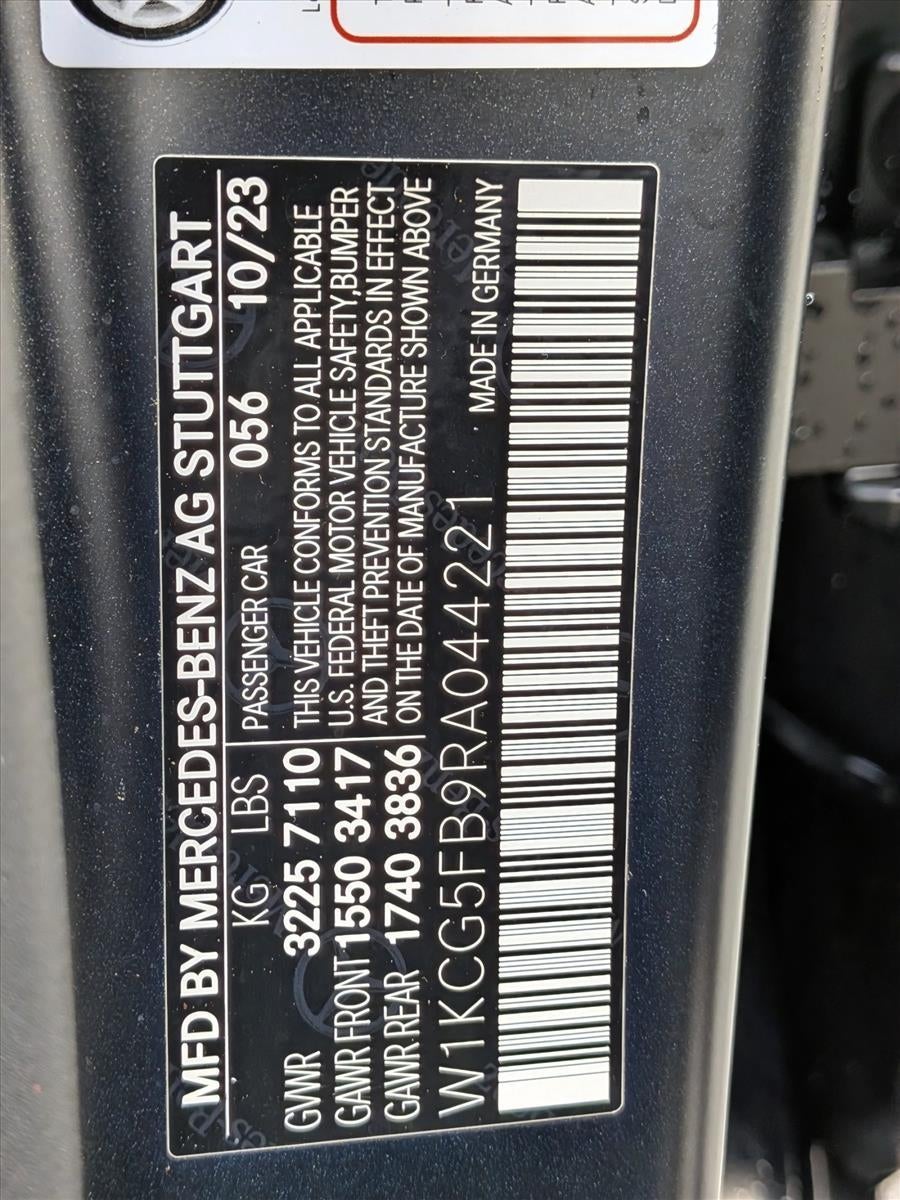 MFD BY MERCEDES-BENZ AG STUTTGART
KG LBS PASSENGER CAR 056 10/23
GWR 3225 7110 THIS VEHICLE CONFORMS TO ALL APPLICABLE
GAWR FRONT 1550 3417 U.S. FEDERAL MOTOR VEHICLE SAFETY, BUMPER
AND THEFT PREVENTION STANDARDS IN EFFECT
GAWR REAR 1740 3836 ON THE DATE OF MANUFACTURE SHOWN ABOVE
W1KCG5FB9RA044221 MADE IN GERMANY